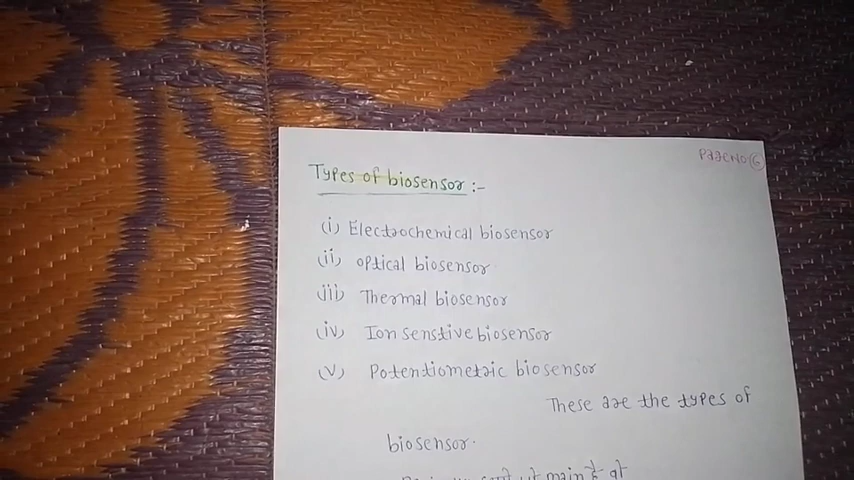 Page NO 6
Types of biosensor :-
(i) Electrochemical biosensor
(ii) optical biosensor
(iii) Thermal biosensor
(iv) Ion senstive biosensor
(v) Potentiometric biosensor
These are the types of
biosensor.